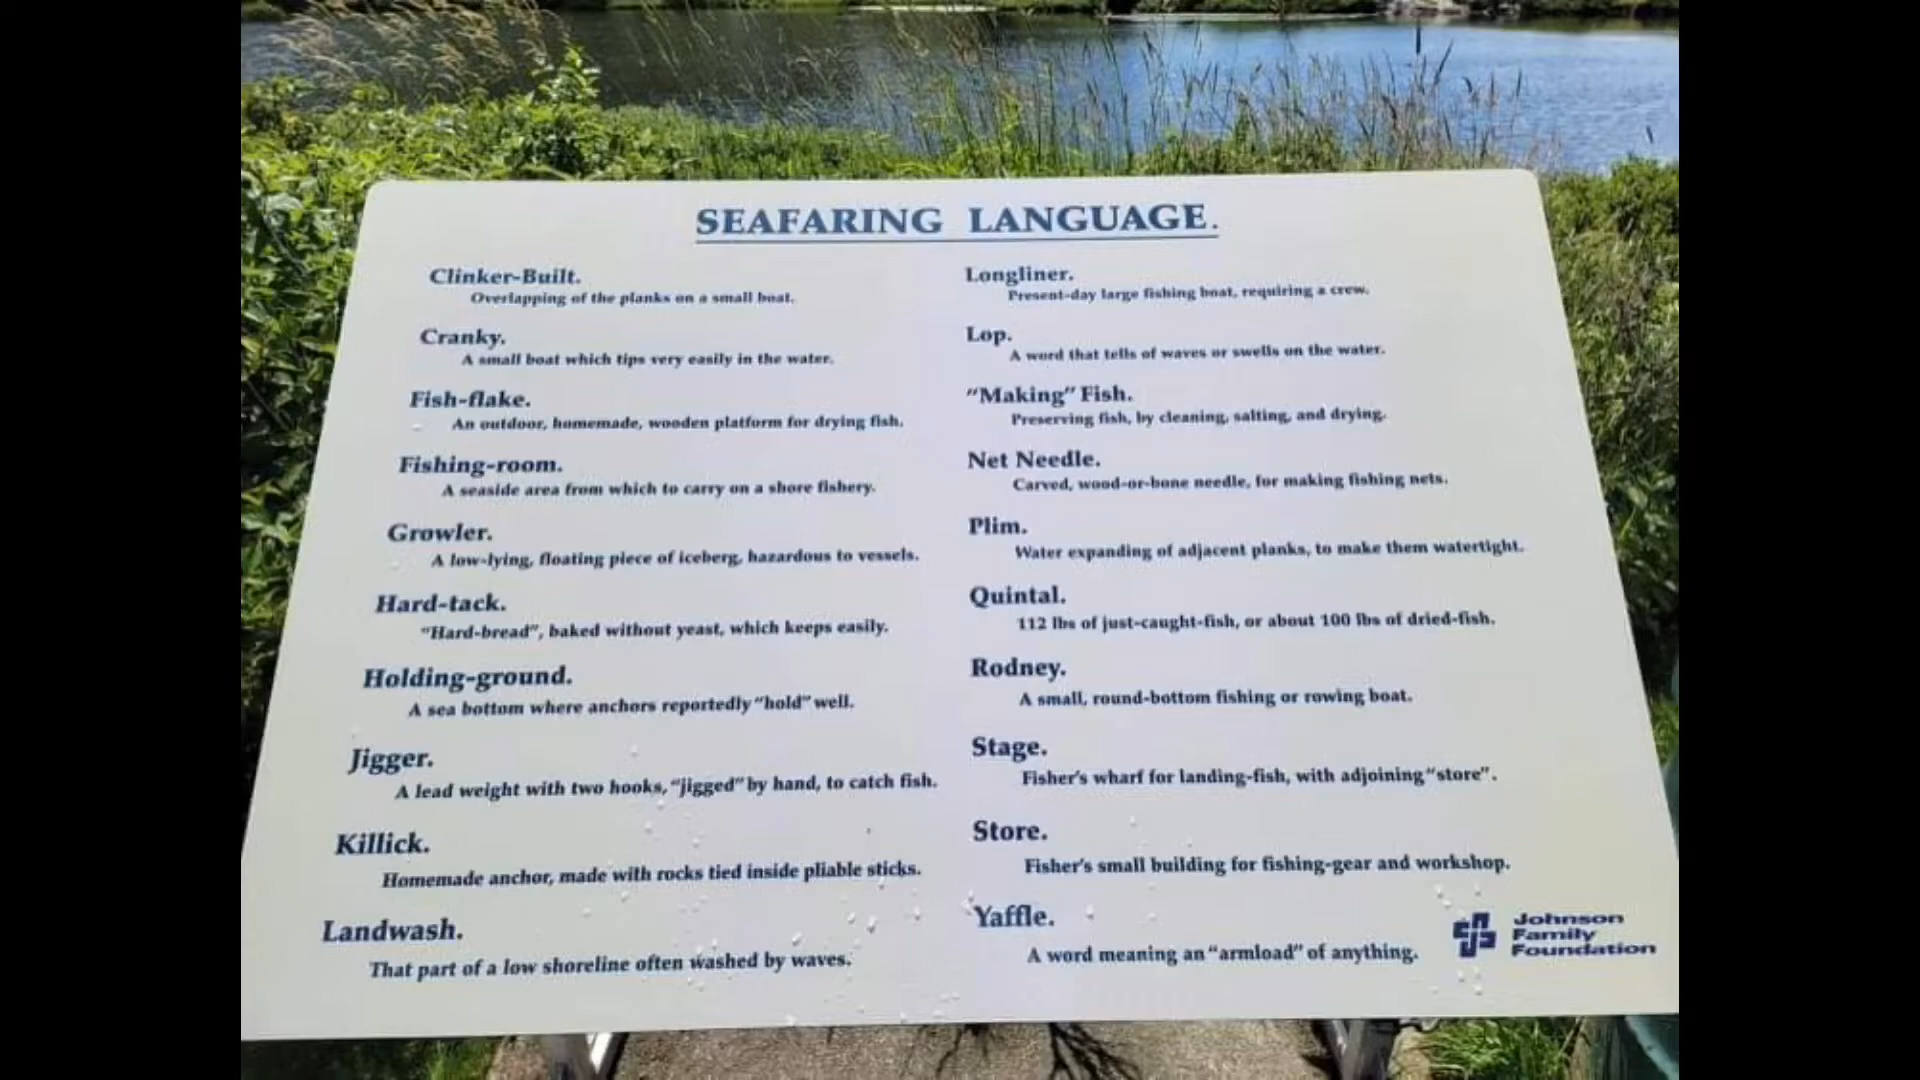 SEAFARING LANGUAGE.
Clinker-Built.
Overlapping of the planks on a small boat.
Cranky.
A small boat which tips very easily in the water.
Fish-flake.
An outdoor, homemade, wooden platform for drying fish.
Fishing-room.
A seaside area from which to carry on a shore fishery.
Growler.
A low-lying, floating piece of iceberg, hazardous to vessels.
Hard-tack.
"Hard-bread", baked without yeast, which keeps easily.
Holding-ground.
A sea bottom where anchors reportedly "hold" well.
Jigger.
A lead weight with two hooks, "jigged" by hand, to catch fish.
Killick.
Homemade anchor, made with rocks tied inside pliable sticks.
Landwash.
That part of a low shoreline often washed by waves.
Longliner.
Present-day large fishing boat, requiring a crew.
Lop.
A word that tells of waves or swells on the water.
"Making" Fish.
Preserving fish, by cleaning, salting, and drying.
Net Needle.
Carved, wood-or-bone needle, for making fishing nets.
Plim.
Water expanding of adjacent planks, to make them watertight.
Quintal.
112 lbs of just-caught-fish, or about 100 lbs of dried-fish.
Rodney.
A small, round-bottom fishing or rowing boat.
Stage.
Fisher's wharf for landing-fish, with adjoining "store".
Store.
Fisher's small building for fishing-gear and workshop.
Yaffle.
A word meaning an "armload" of anything.
Johnson
Family
Foundation